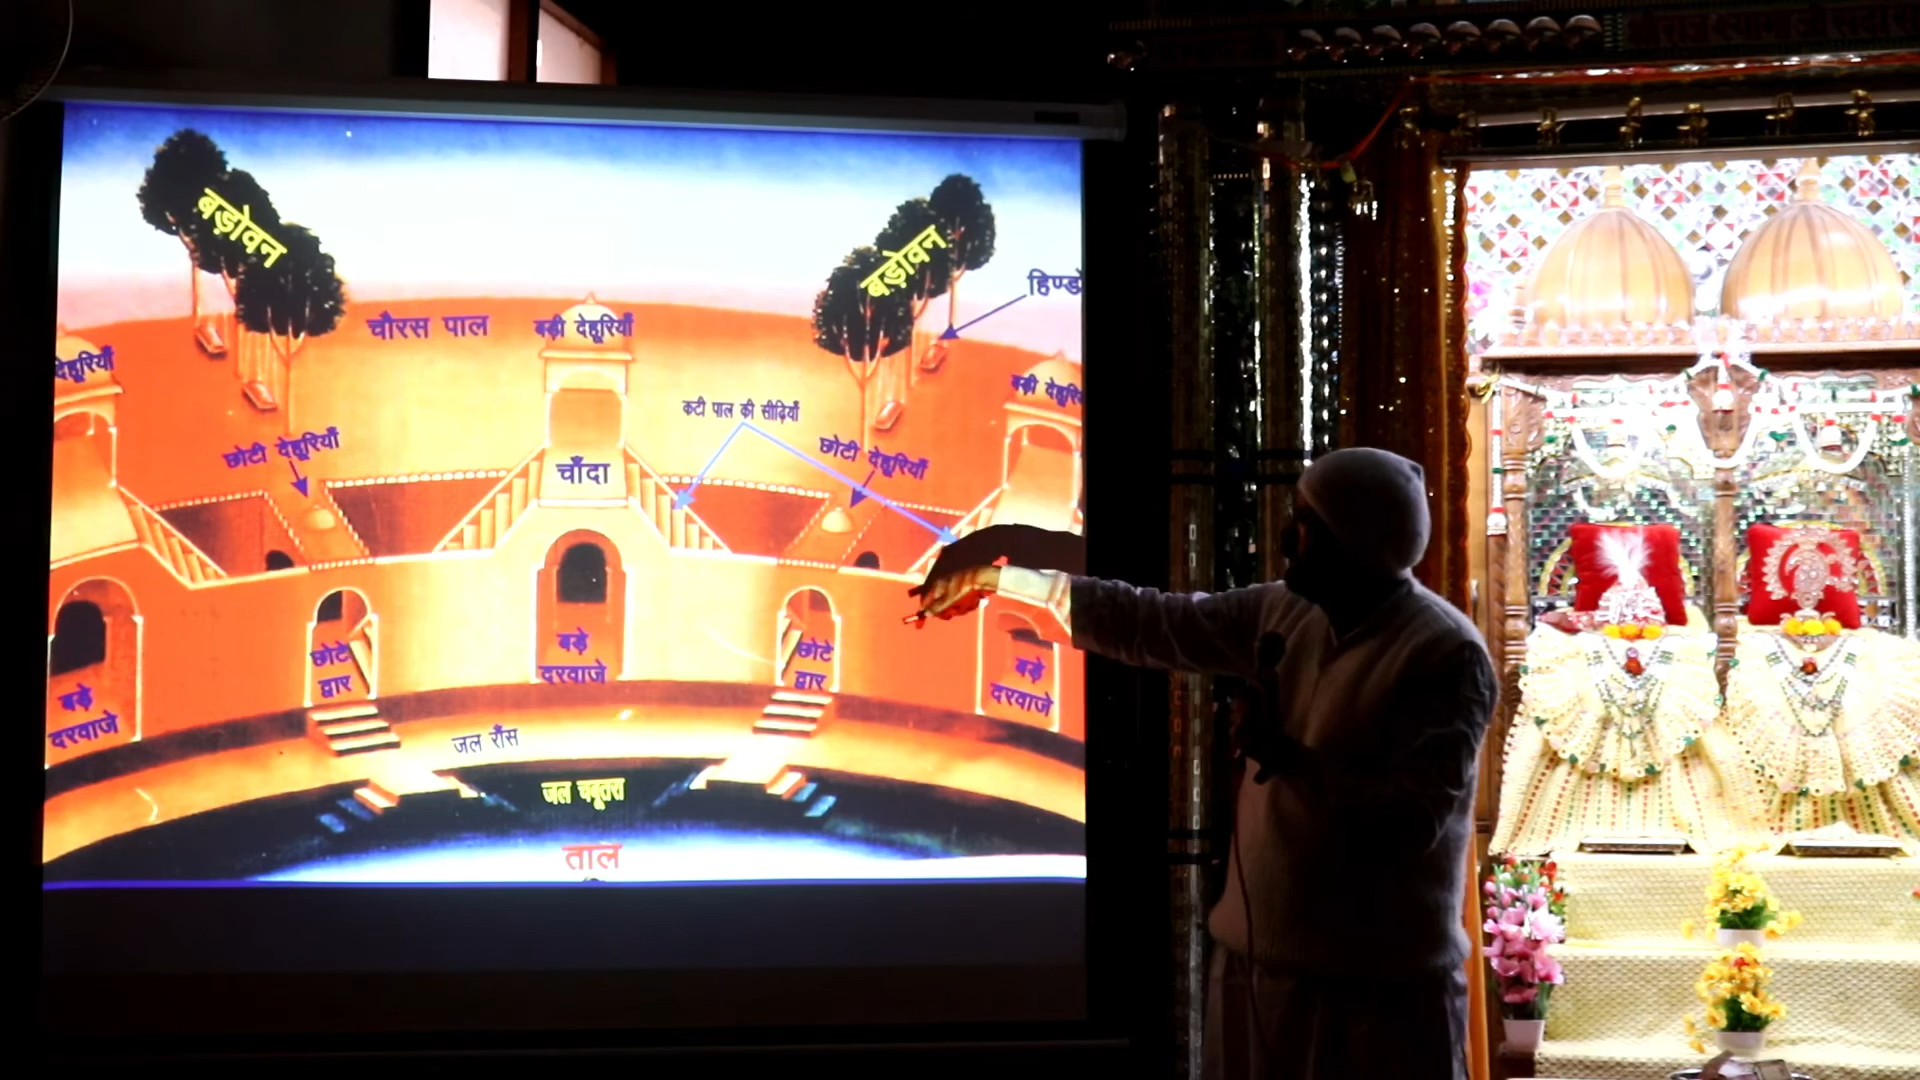 बड़ोवन
बड़ोवन
हिण्डो
चौरस पाल
बड़ी देहूरियाँ
देहूरियाँ
बड़ी देहूरि
कटी पाल की सीढ़ियाँ
छोटी देहूरियाँ
छोटी देहूरियाँ
चाँदा
छोटे
द्वार
बड़े
दरवाजे
छोटे
द्वार
बड़े
दरवाजे
बड़े
दरवाजे
जल रौंस
जल चबूतरा
ताल